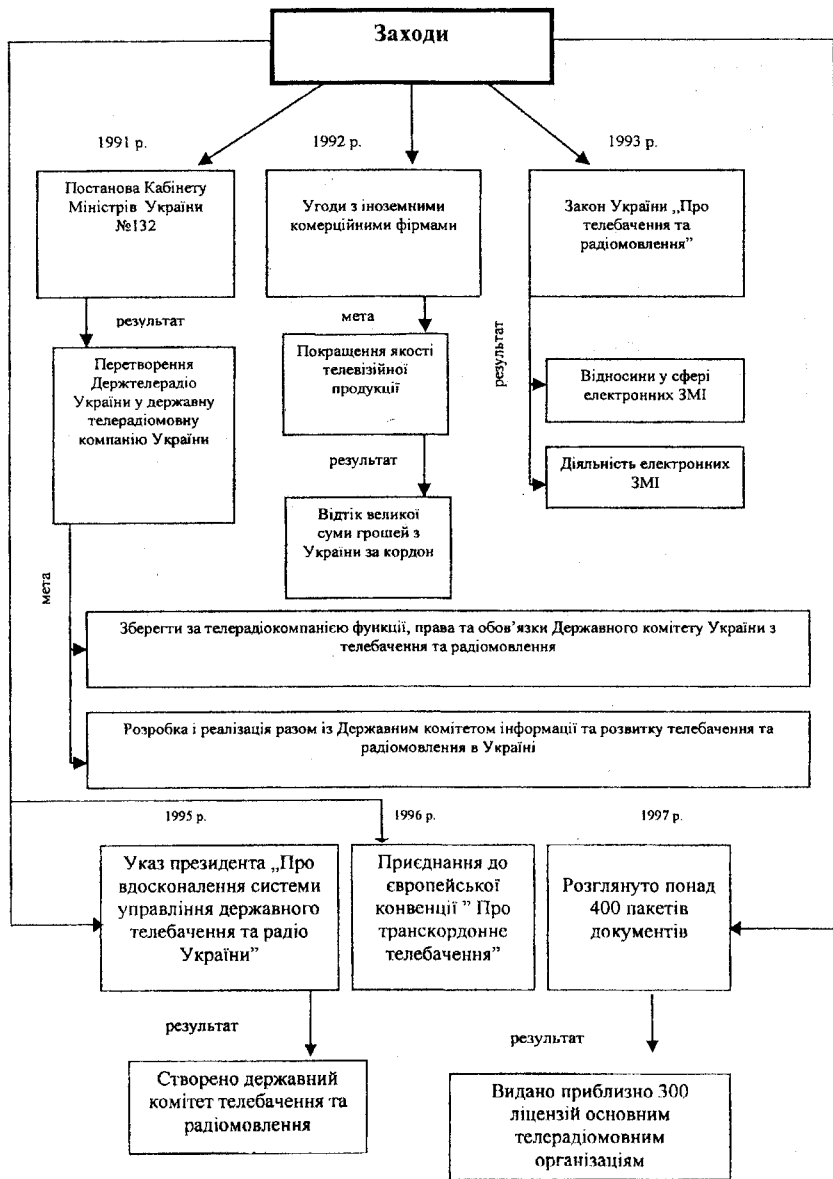 Заходи
1991 р.
1992 р.
1993 р.
Постанова Кабінету
Міністрів України
№132
Угоди з іноземними
комерційними фірмами
Закон України „Про
телебачення та
радіомовлення”
результат
мета
результат
Перетворення
Держтелерадіо
України у державну
телерадіомовну
компанію України
Покращення якості
телевізійної
продукції
Відносини у сфері
електронних ЗМІ
результат
Діяльність електронних
ЗМІ
Відтік великої
суми грошей з
України за кордон
мета
Зберегти за телерадіокомпанією функції, права та обов’язки Державного комітету України з
телебачення та радіомовлення
Розробка і реалізація разом із Державним комітетом інформації та розвитку телебачення та
радіомовлення в Україні
1995 р.
1996 р.
1997 р.
Указ президента „Про
вдосконалення системи
управління державного
телебачення та радіо
України”
Приєднання до
європейської
конвенції ” Про
транскордонне
телебачення”
Розглянуто понад
400 пакетів
документів
результат
результат
Створено державний
комітет телебачення та
радіомовлення
Видано приблизно 300
ліцензій основним
телерадіомовним
організаціям